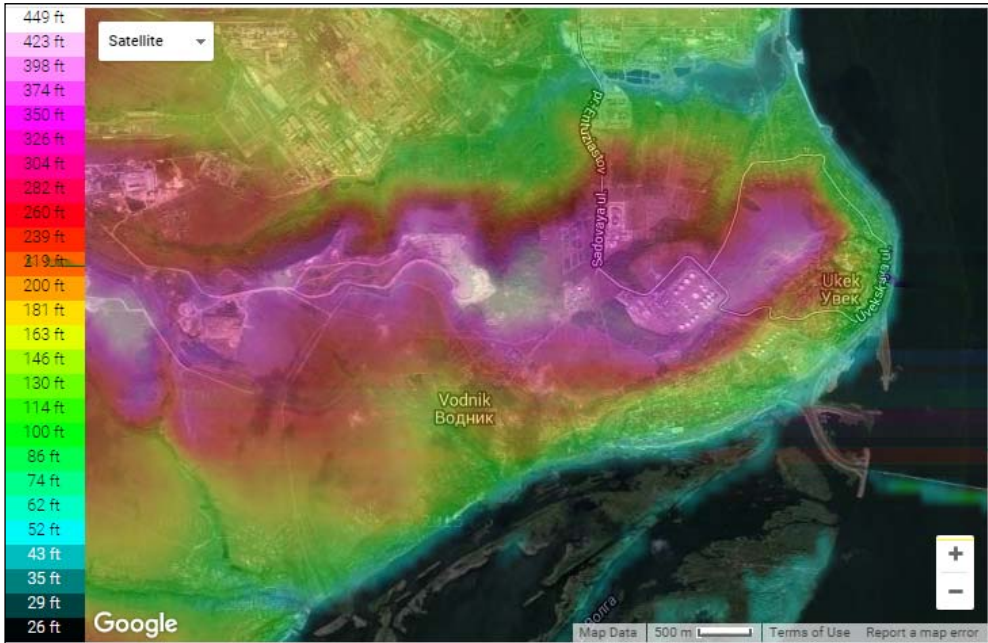 449 ft
423 ft
398 ft
374 ft
350 ft
326 ft
304 ft
282 ft
260 ft
239 ft
219 ft
200 ft
181 ft
163 ft
146 ft
130 ft
114 ft
100 ft
86 ft
74 ft
62 ft
52 ft
43 ft
35 ft
29 ft
26 ft
Satellite
pr. Entuziastov
Sadovaya ul.
Ukek
Увек
Uvekskaya ul.
Vodnik
Водник
Волга
Google
Map Data
500 m
Terms of Use
Report a map error
+
−